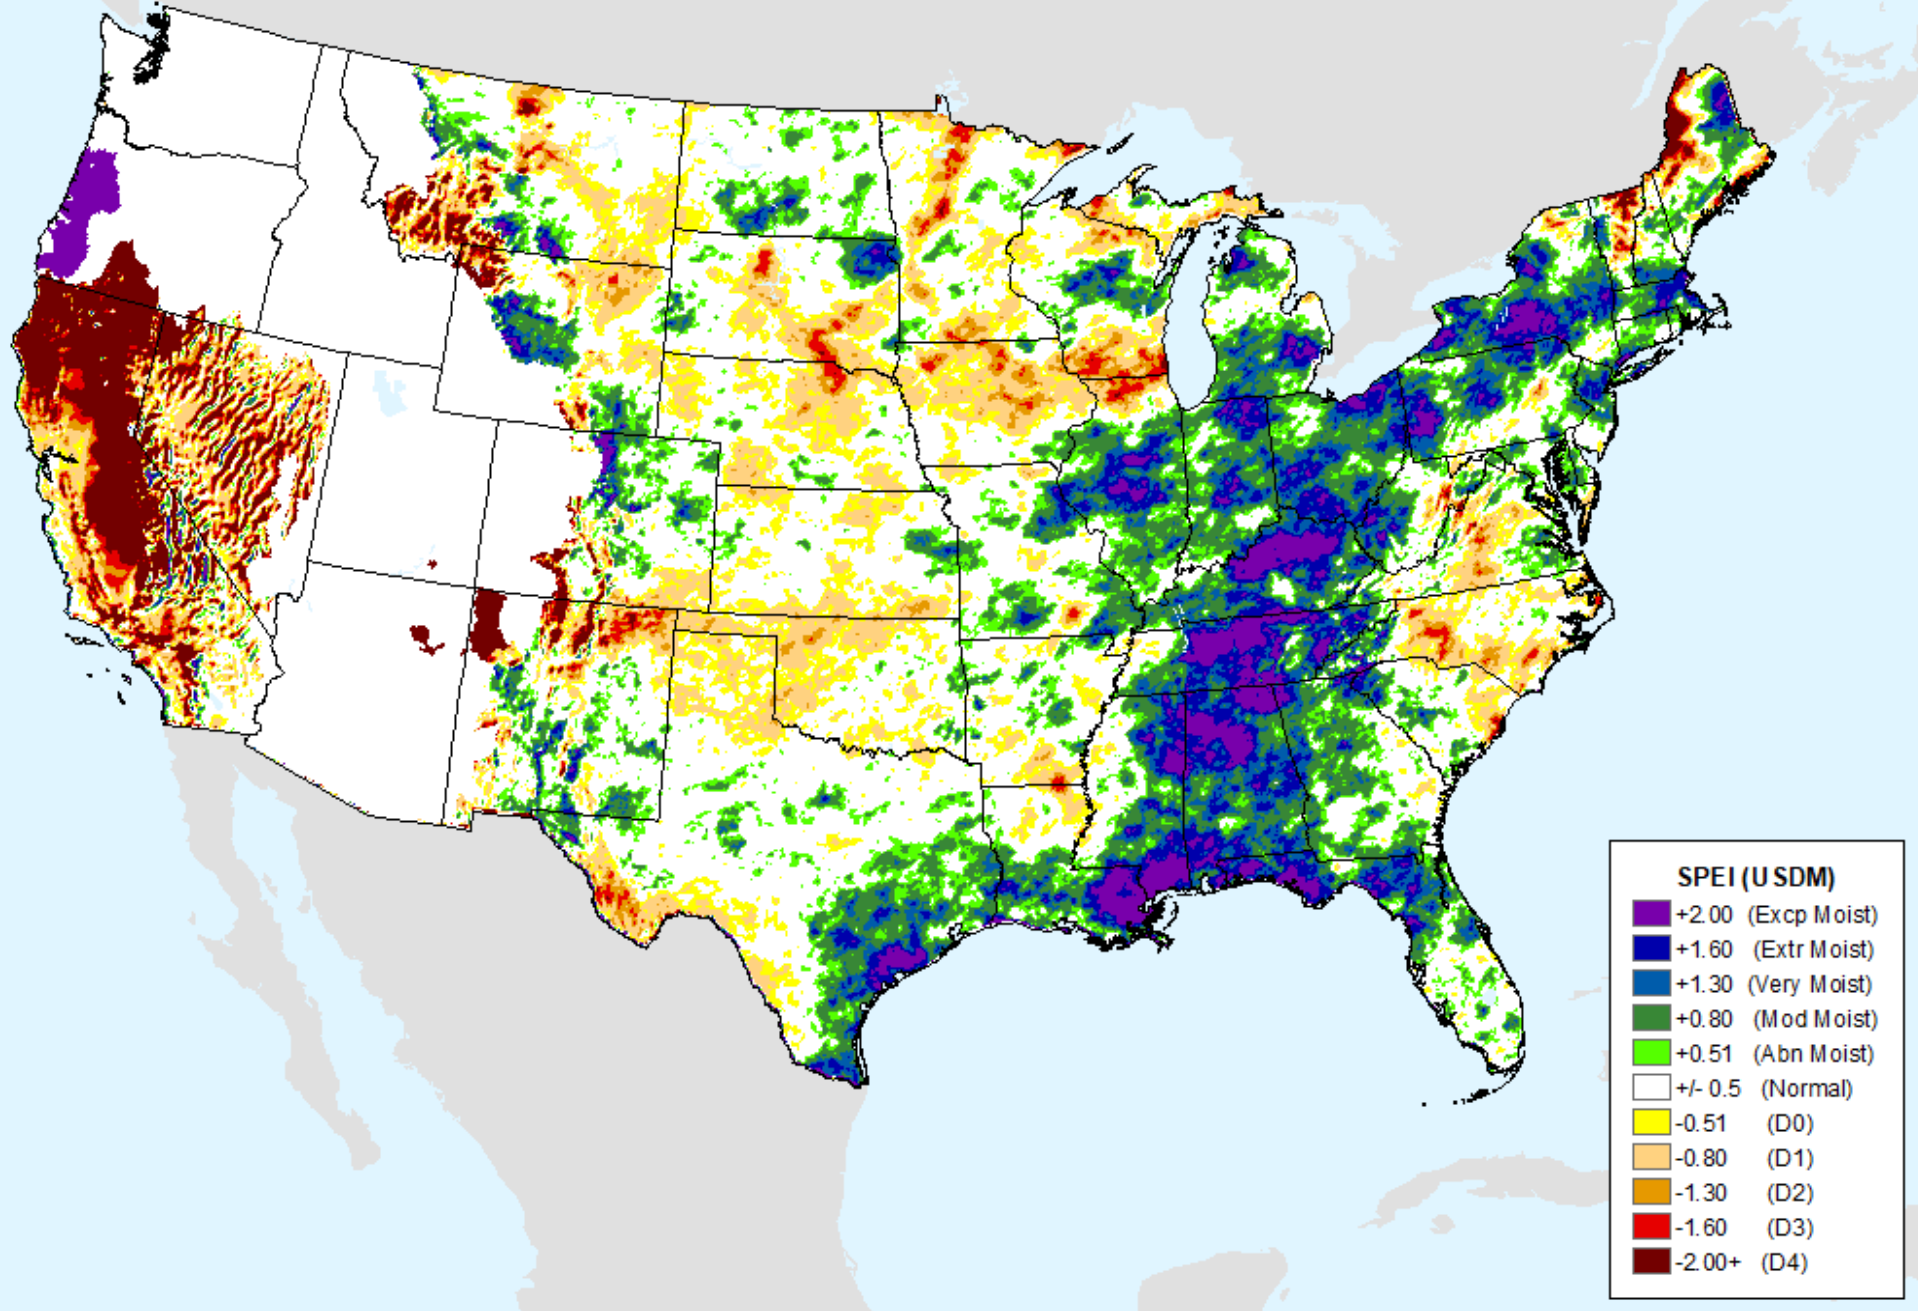 SPEI (USDM)
+2.00 (Excp Moist)
+1.60 (Extr Moist)
+1.30 (Very Moist)
+0.80 (Mod Moist)
+0.51 (Abn Moist)
+/- 0.5 (Normal)
-0.51 (D0)
-0.80 (D1)
-1.30 (D2)
-1.60 (D3)
-2.00+ (D4)